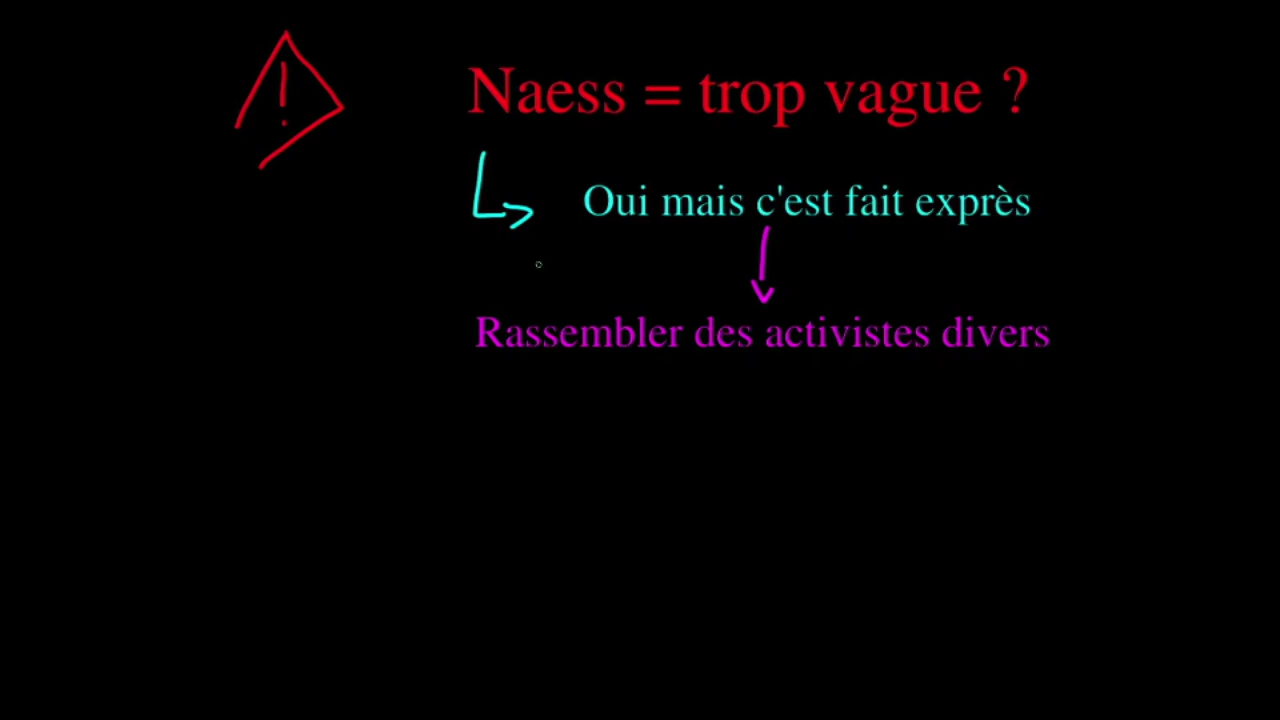 !
Naess = trop vague ?
Oui mais c'est fait exprès
Rassembler des activistes divers